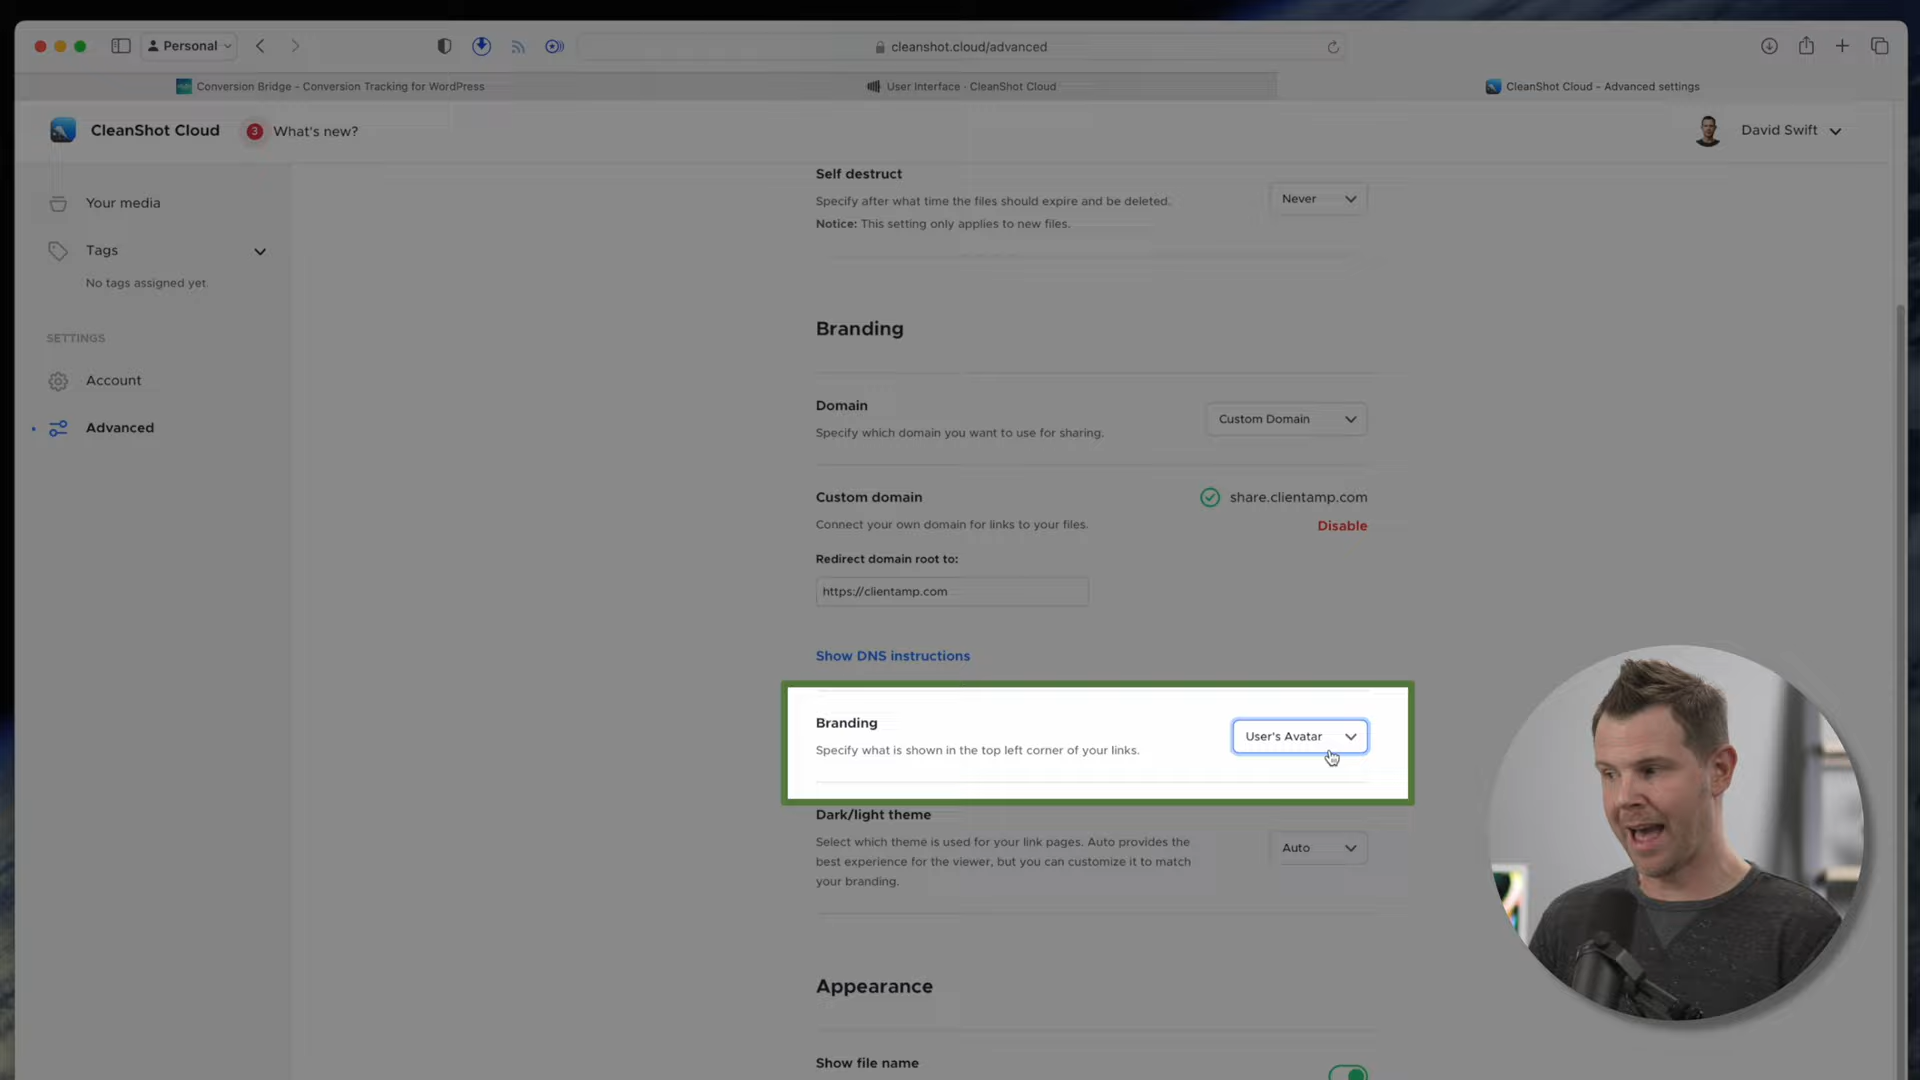 Personal
cleanshot.cloud/advanced
Conversion Bridge - Conversion Tracking for WordPress
User Interface · CleanShot Cloud
CleanShot Cloud - Advanced settings
CleanShot Cloud
3
What's new?
David Swift
Your media
Tags
No tags assigned yet.
SETTINGS
Account
Advanced
Self destruct
Specify after what time the files should expire and be deleted.
Notice: This setting only applies to new files.
Never
Branding
Domain
Specify which domain you want to use for sharing.
Custom Domain
Custom domain
Connect your own domain for links to your files.
share.clientamp.com
Disable
Redirect domain root to:
https://clientamp.com
Show DNS instructions
Branding
Specify what is shown in the top left corner of your links.
User's Avatar
Dark/light theme
Select which theme is used for your link pages. Auto provides the
best experience for the viewer, but you can customize it to match
your branding.
Auto
Appearance
Show file name